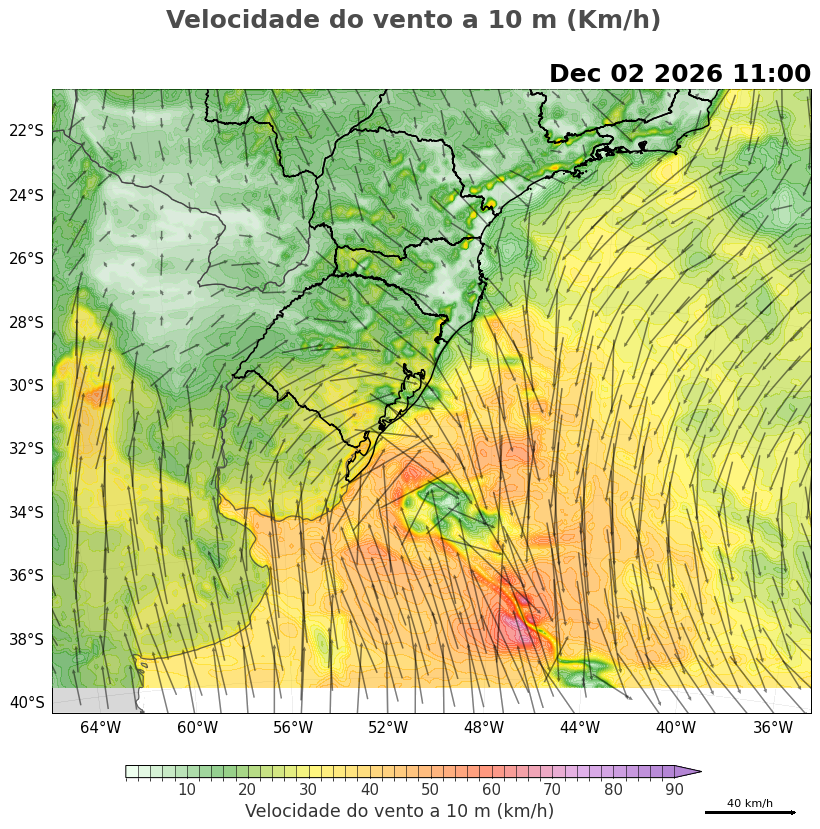 Velocidade do vento a 10 m (Km/h)
Dec 02 2026 11:00
22°S
24°S
26°S
28°S
30°S
32°S
34°S
36°S
38°S
40°S
64°W 60°W 56°W 52°W 48°W 44°W 40°W 36°W
10 20 30 40 50 60 70 80 90
Velocidade do vento a 10 m (km/h)
40 km/h